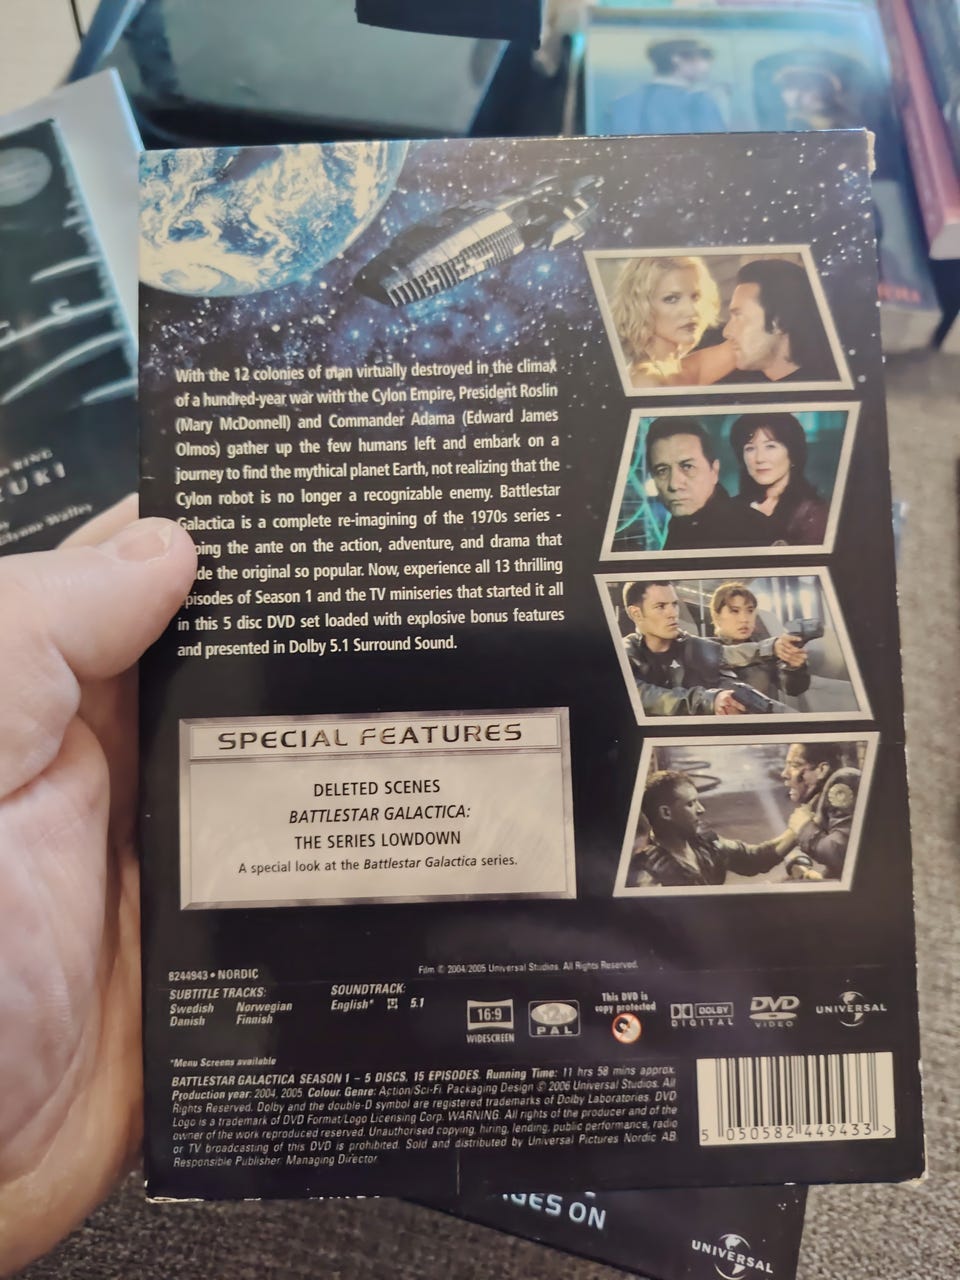 With the 12 colonies of man virtually destroyed in the climax
of a hundred-year war with the Cylon Empire, President Roslin
(Mary McDonnell) and Commander Adama (Edward James
Olmos) gather up the few humans left and embark on a
journey to find the mythical planet Earth, not realizing that the
Cylon robot is no longer a recognizable enemy. Battlestar
Galactica is a complete re-imagining of the 1970s series -
ping the ante on the action, adventure, and drama that
de the original so popular. Now, experience all 13 thrilling
pisodes of Season 1 and the TV miniseries that started it all
in this 5 disc DVD set loaded with explosive bonus features
and presented in Dolby 5.1 Surround Sound.
SPECIAL FEATURES
DELETED SCENES
BATTLESTAR GALACTICA:
THE SERIES LOWDOWN
A special look at the Battlestar Galactica series.
8244943 • NORDIC
Film © 2004/2005 Universal Studios. All Rights Reserved.
SUBTITLE TRACKS:
Swedish Norwegian
Danish Finnish
SOUNDTRACK:
English* 5.1
16:9
WIDESCREEN
2
PAL
This DVD is
copy protected
DOLBY
DIGITAL
DVD
VIDEO
UNIVERSAL
*Menu Screens available
BATTLESTAR GALACTICA SEASON 1 – 5 DISCS, 15 EPISODES. Running Time: 11 hrs 58 mins approx.
Production year: 2004, 2005. Colour. Genre: Action/Sci-Fi. Packaging Design © 2006 Universal Studios. All
Rights Reserved. Dolby and the double-D symbol are registered trademarks of Dolby Laboratories. DVD
Logo is a trademark of DVD Format/Logo Licensing Corp. WARNING. All rights of the producer and of the
owner of the work reproduced reserved. Unauthorised copying, hiring, lending, public performance, radio
or TV broadcasting of this DVD is prohibited. Sold and distributed by Universal Pictures Nordic AB.
Responsible Publisher: Managing Director.
5 050582 449433 >
GES ON
UNIVERSAL